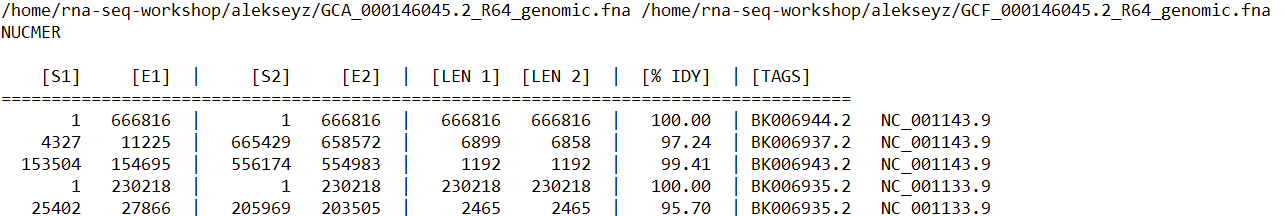 /home/rna-seq-workshop/alekseyz/GCA_000146045.2_R64_genomic.fna /home/rna-seq-workshop/alekseyz/GCF_000146045.2_R64_genomic.fna
NUCMER
[S1] [E1] | [S2] [E2] | [LEN 1] [LEN 2] | [% IDY] | [TAGS]
=====================================================================================
1 666816 | 1 666816 | 666816 666816 | 100.00 | BK006944.2 NC_001143.9
4327 11225 | 665429 658572 | 6899 6858 | 97.24 | BK006937.2 NC_001143.9
153504 154695 | 556174 554983 | 1192 1192 | 99.41 | BK006943.2 NC_001143.9
1 230218 | 1 230218 | 230218 230218 | 100.00 | BK006935.2 NC_001133.9
25402 27866 | 205969 203505 | 2465 2465 | 95.70 | BK006935.2 NC_001133.9